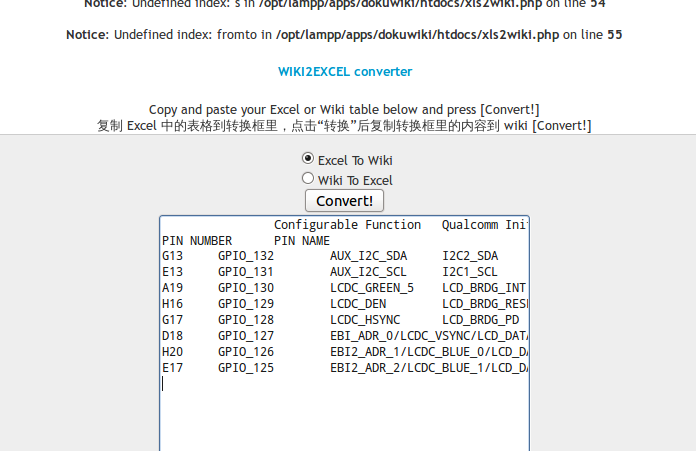 Notice: Undefined index: s in /opt/lampp/apps/dokuwiki/htdocs/xls2wiki.php on line 54
Notice: Undefined index: fromto in /opt/lampp/apps/dokuwiki/htdocs/xls2wiki.php on line 55
WIKI2EXCEL converter
Copy and paste your Excel or Wiki table below and press [Convert!]
复制 Excel 中的表格到转换框里，点击“转换”后复制转换框里的内容到 wiki [Convert!]
Excel To Wiki
Wiki To Excel
Convert!
Configurable Function Qualcomm Ini
PIN NUMBER PIN NAME
G13 GPIO_132 AUX_I2C_SDA I2C2_SDA
E13 GPIO_131 AUX_I2C_SCL I2C1_SCL
A19 GPIO_130 LCDC_GREEN_5 LCD_BRDG_INT
H16 GPIO_129 LCDC_DEN LCD_BRDG_RES
G17 GPIO_128 LCDC_HSYNC LCD_BRDG_PD
D18 GPIO_127 EBI_ADR_0/LCDC_VSYNC/LCD_DAT
H20 GPIO_126 EBI2_ADR_1/LCDC_BLUE_0/LCD_D
E17 GPIO_125 EBI2_ADR_2/LCDC_BLUE_1/LCD_D